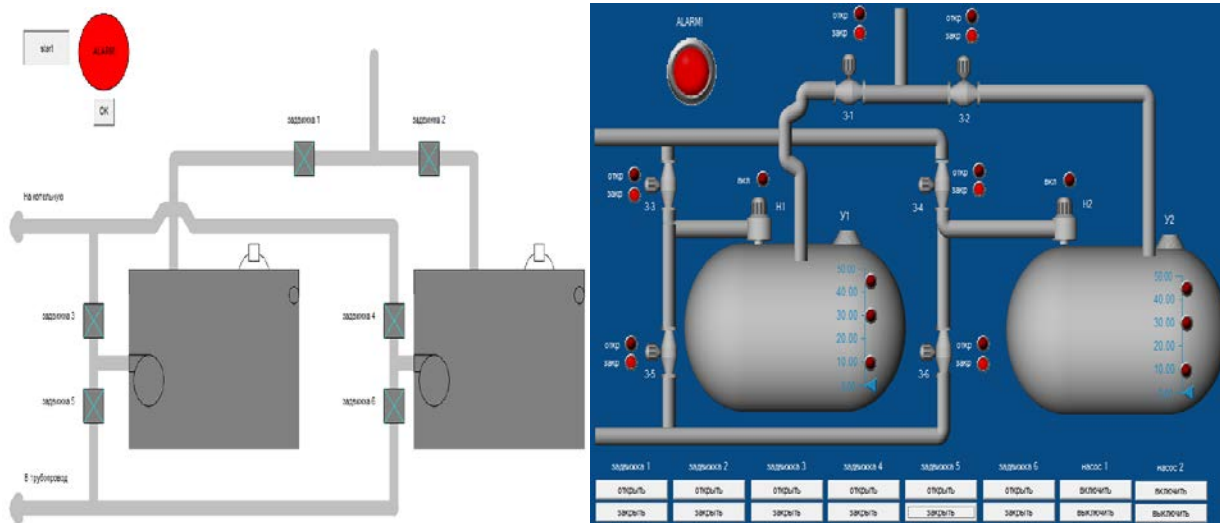 start
ALARM!
OK
задвижка 1 задвижка 2
На котельную
задвижка 3
задвижка 4
задвижка 5
задвижка 6
В трубопровод
ALARM!
откр
закр
откр
закр
З-1
З-2
откр
закр
З-3
вкл
Н1
откр
закр
З-4
вкл
Н2
У1
У2
50.00
40.00
30.00
20.00
10.00
0.00
50.00
40.00
30.00
20.00
10.00
0.00
откр
закр
З-5
откр
закр
З-6
задвижка 1 задвижка 2 задвижка 3 задвижка 4 задвижка 5 задвижка 6 насос 1 насос 2
открыть открыть открыть открыть открыть открыть включить включить
закрыть закрыть закрыть закрыть закрыть закрыть выключить выключить